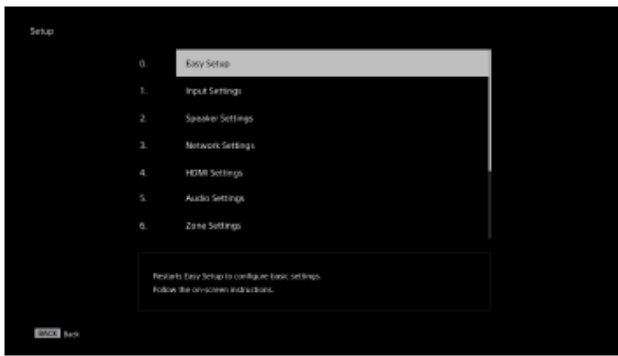 Setup
0. Easy Setup
1. Input Settings
2. Speaker Settings
3. Network Settings
4. HDMI Settings
5. Audio Settings
6. Zone Settings
Restarts Easy Setup to configure basic settings.
Follow the on-screen instructions.
BACK Back